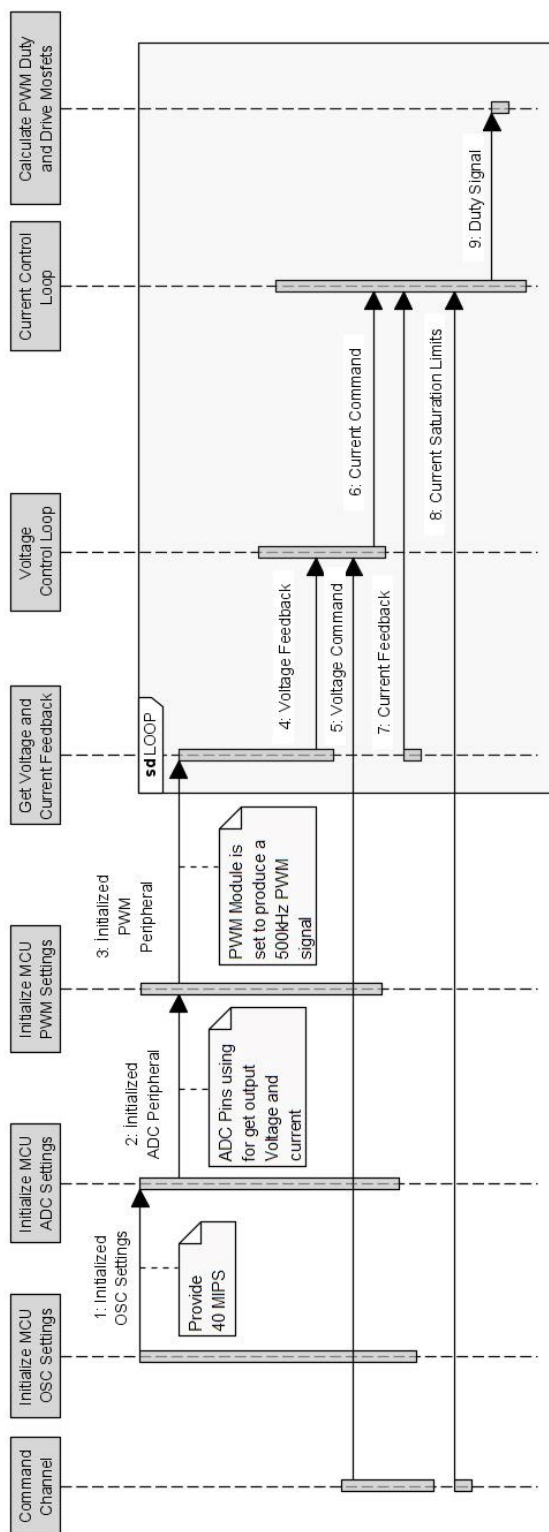 Command
Channel
Initialize MCU
OSC Settings
Initialize MCU
ADC Settings
Initialize MCU
PWM Settings
Get Voltage and
Current Feedback
Voltage
Control Loop
Current Control
Loop
Calculate PWM Duty
and Drive Mosfets
1: Initialized
OSC Settings
Provide
40 MIPS
2: Initialized
ADC Peripheral
ADC Pins using
for get output
Voltage and
current
3: Initialized
PWM
Peripheral
PWM Module is
set to produce a
500kHz PWM
signal
sd LOOP
4: Voltage Feedback
5: Voltage Command
6: Current Command
7: Current Feedback
8: Current Saturation Limits
9: Duty Signal